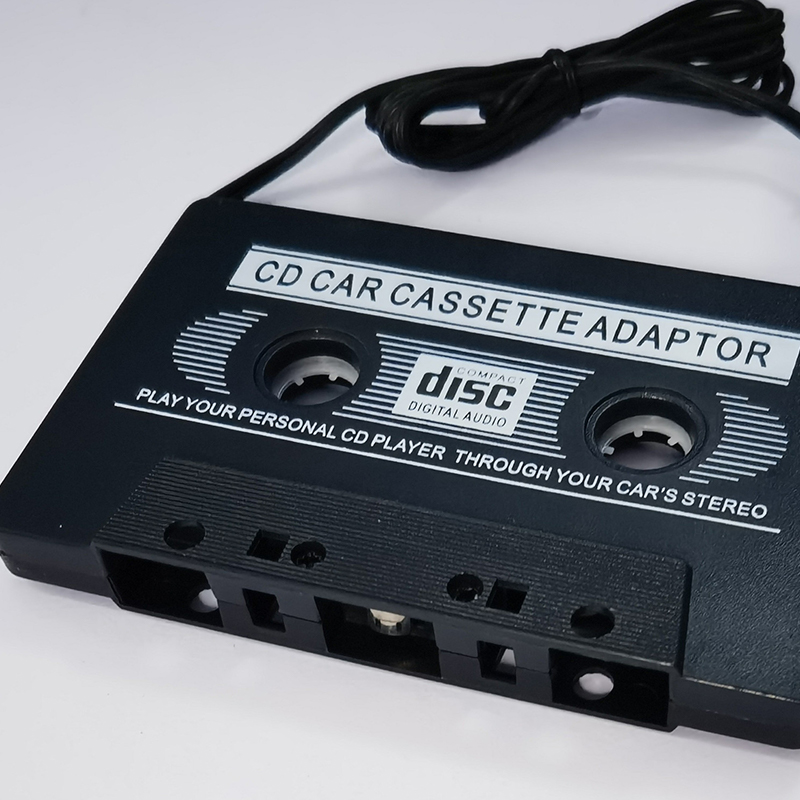 CD CAR CASSETTE ADAPTOR
COMPACT
disc
DIGITAL AUDIO
PLAY YOUR PERSONAL CD PLAYER THROUGH YOUR CAR'S STEREO